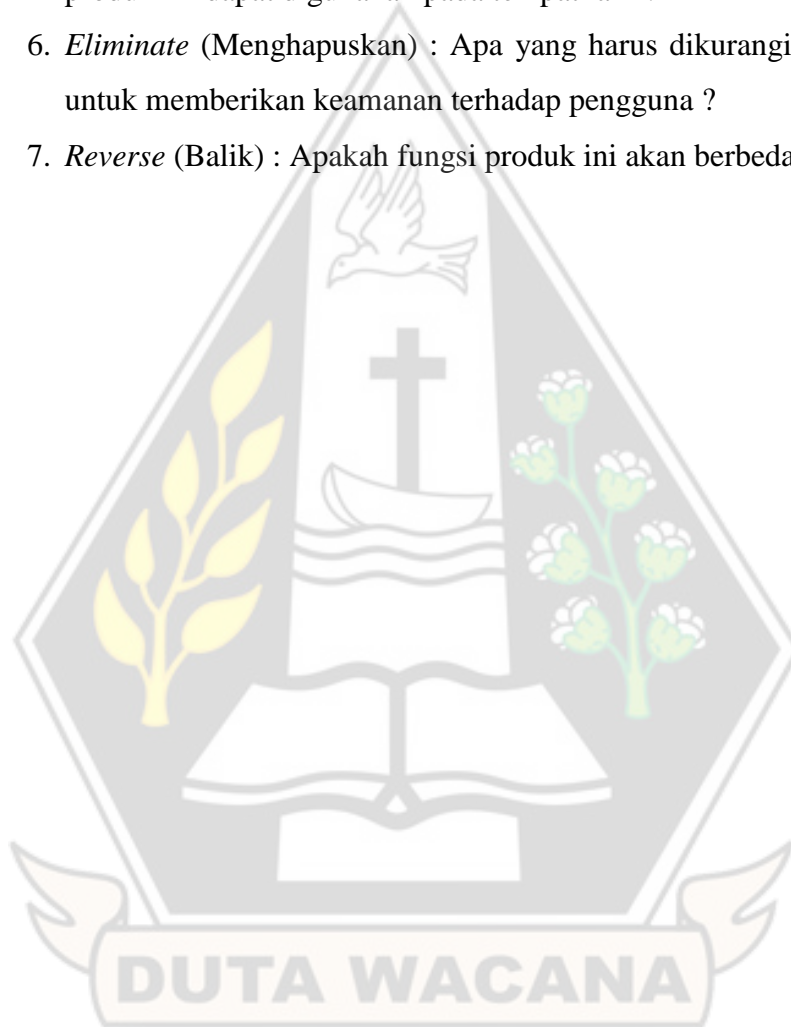 6. Eliminate (Menghapuskan) : Apa yang harus dikurangi
untuk memberikan keamanan terhadap pengguna ?
7. Reverse (Balik) : Apakah fungsi produk ini akan berbeda
DUTA WACANA